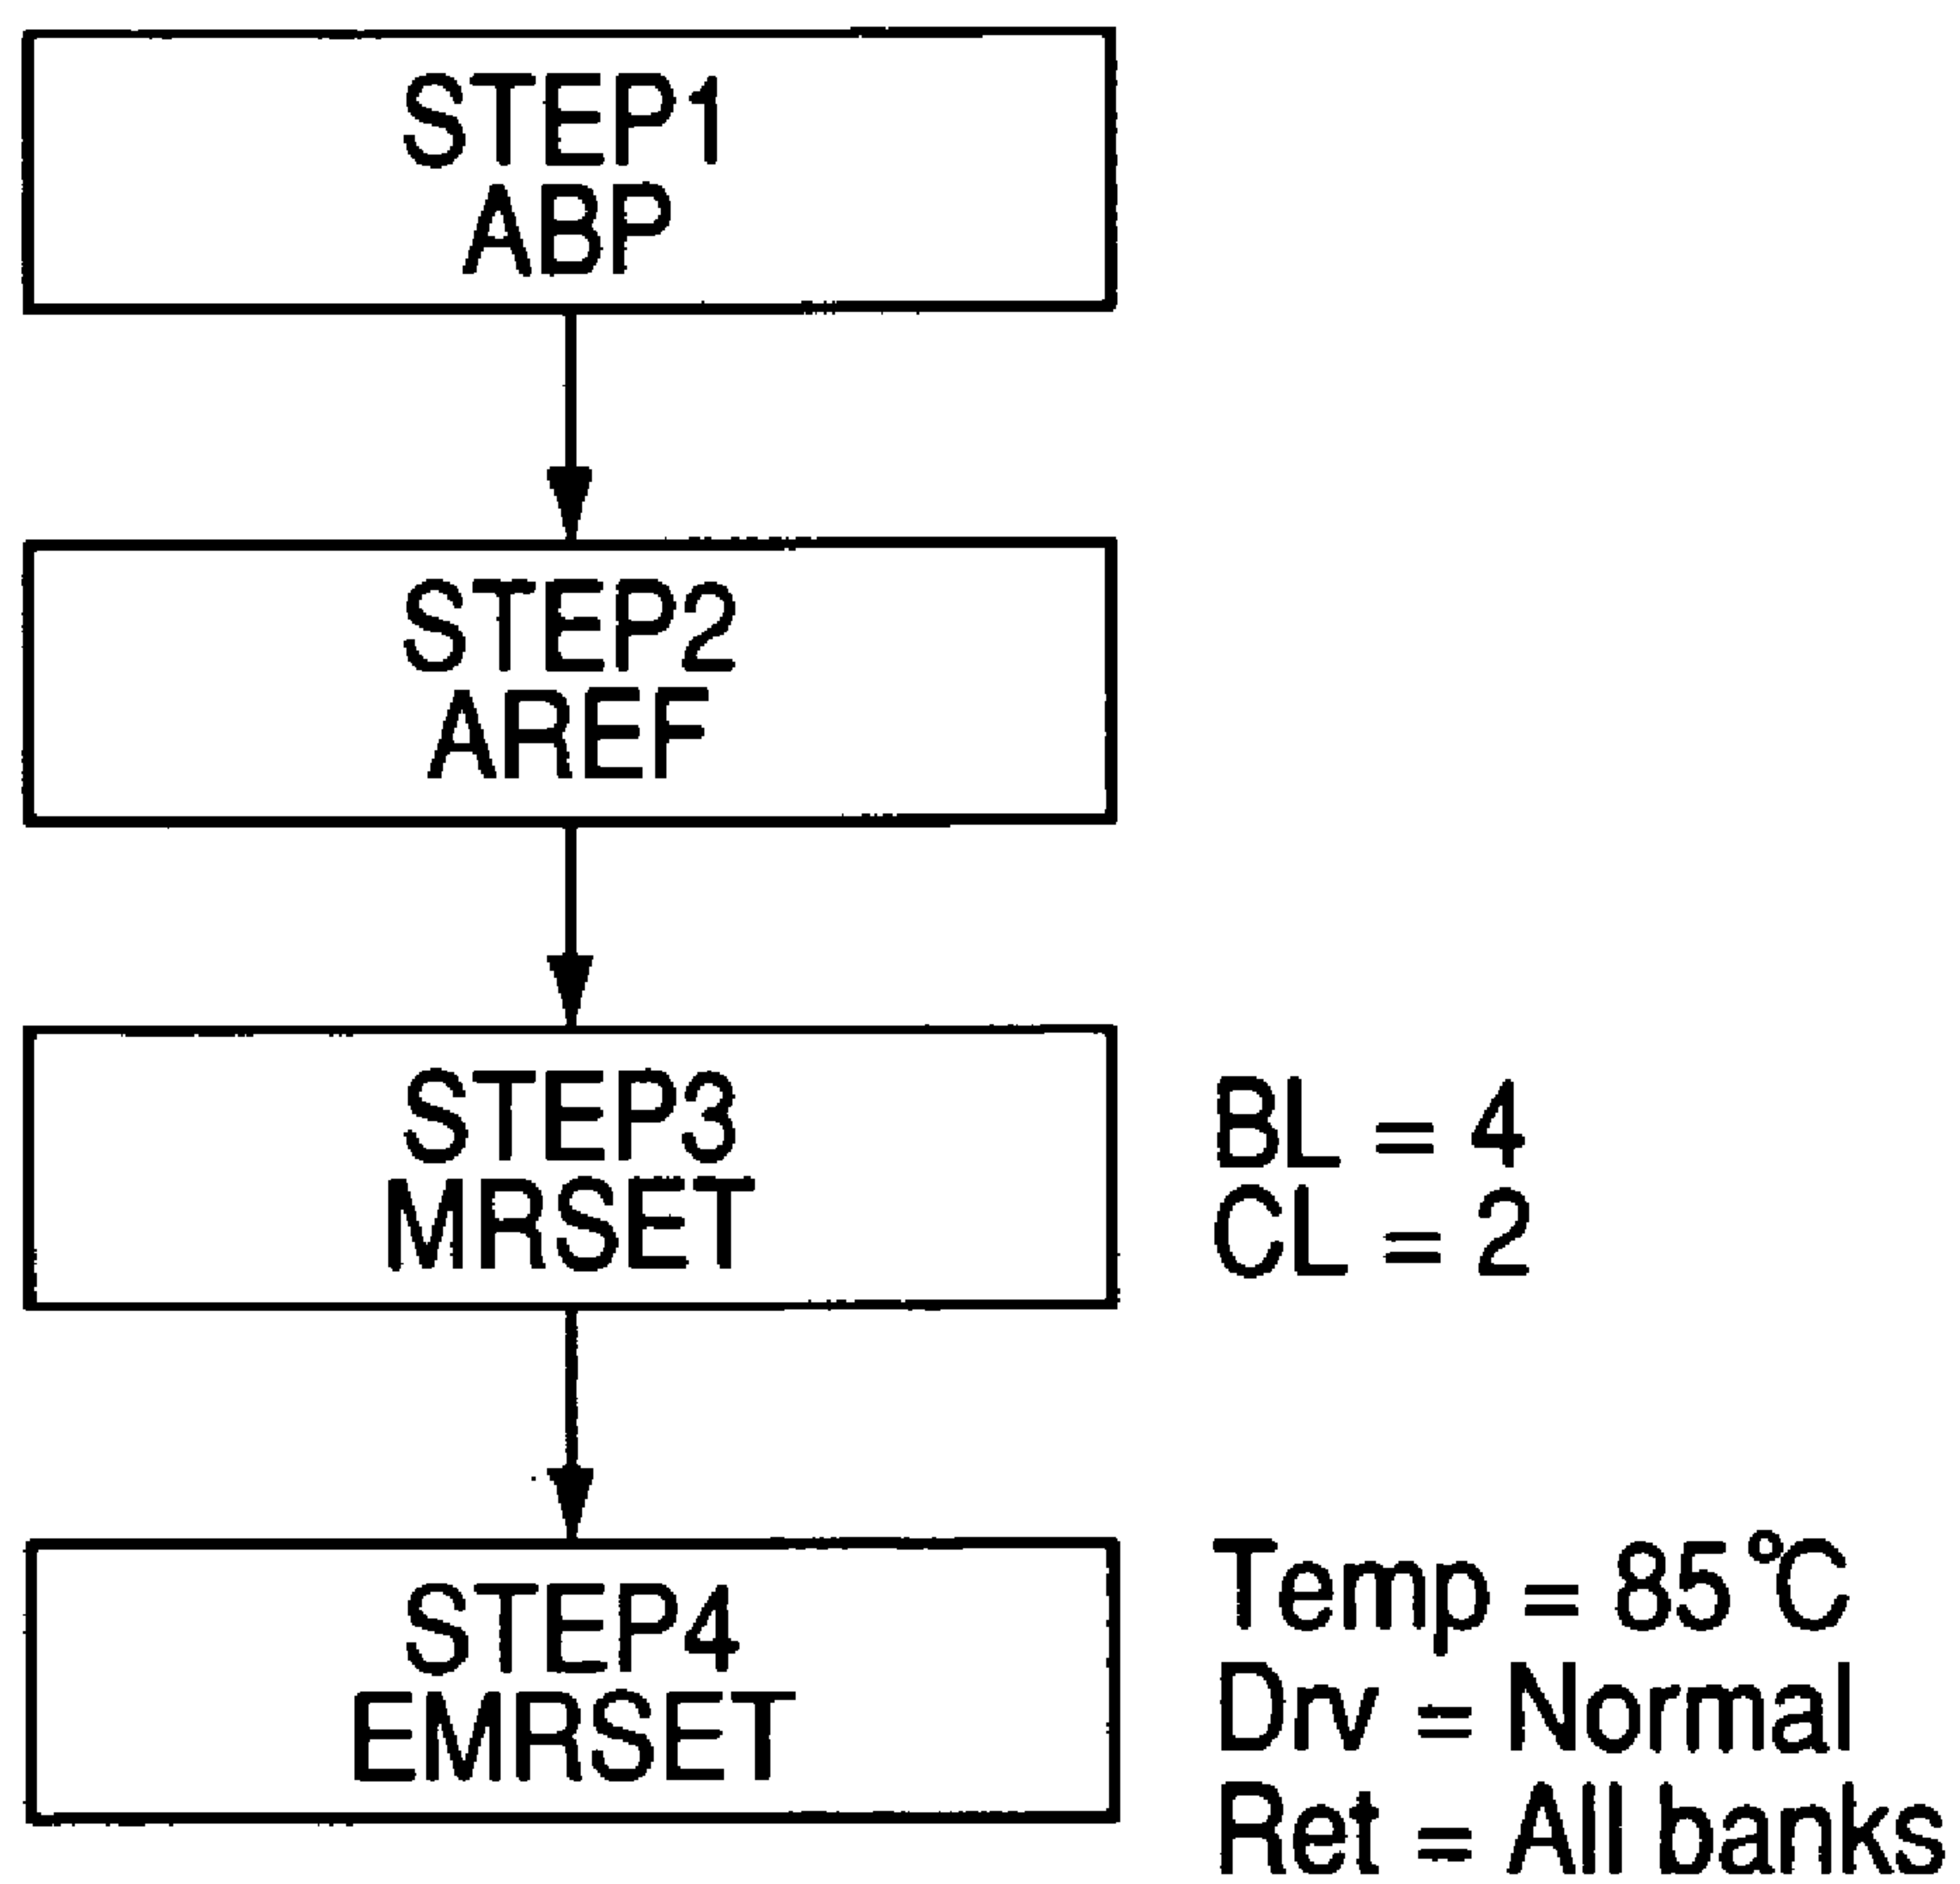 STEP1
ABP
STEP2
AREF
STEP3
MRSET
BL = 4
CL = 2
STEP4
EMRSET
Temp = 85℃
Drv = Normal
Ret = All banks